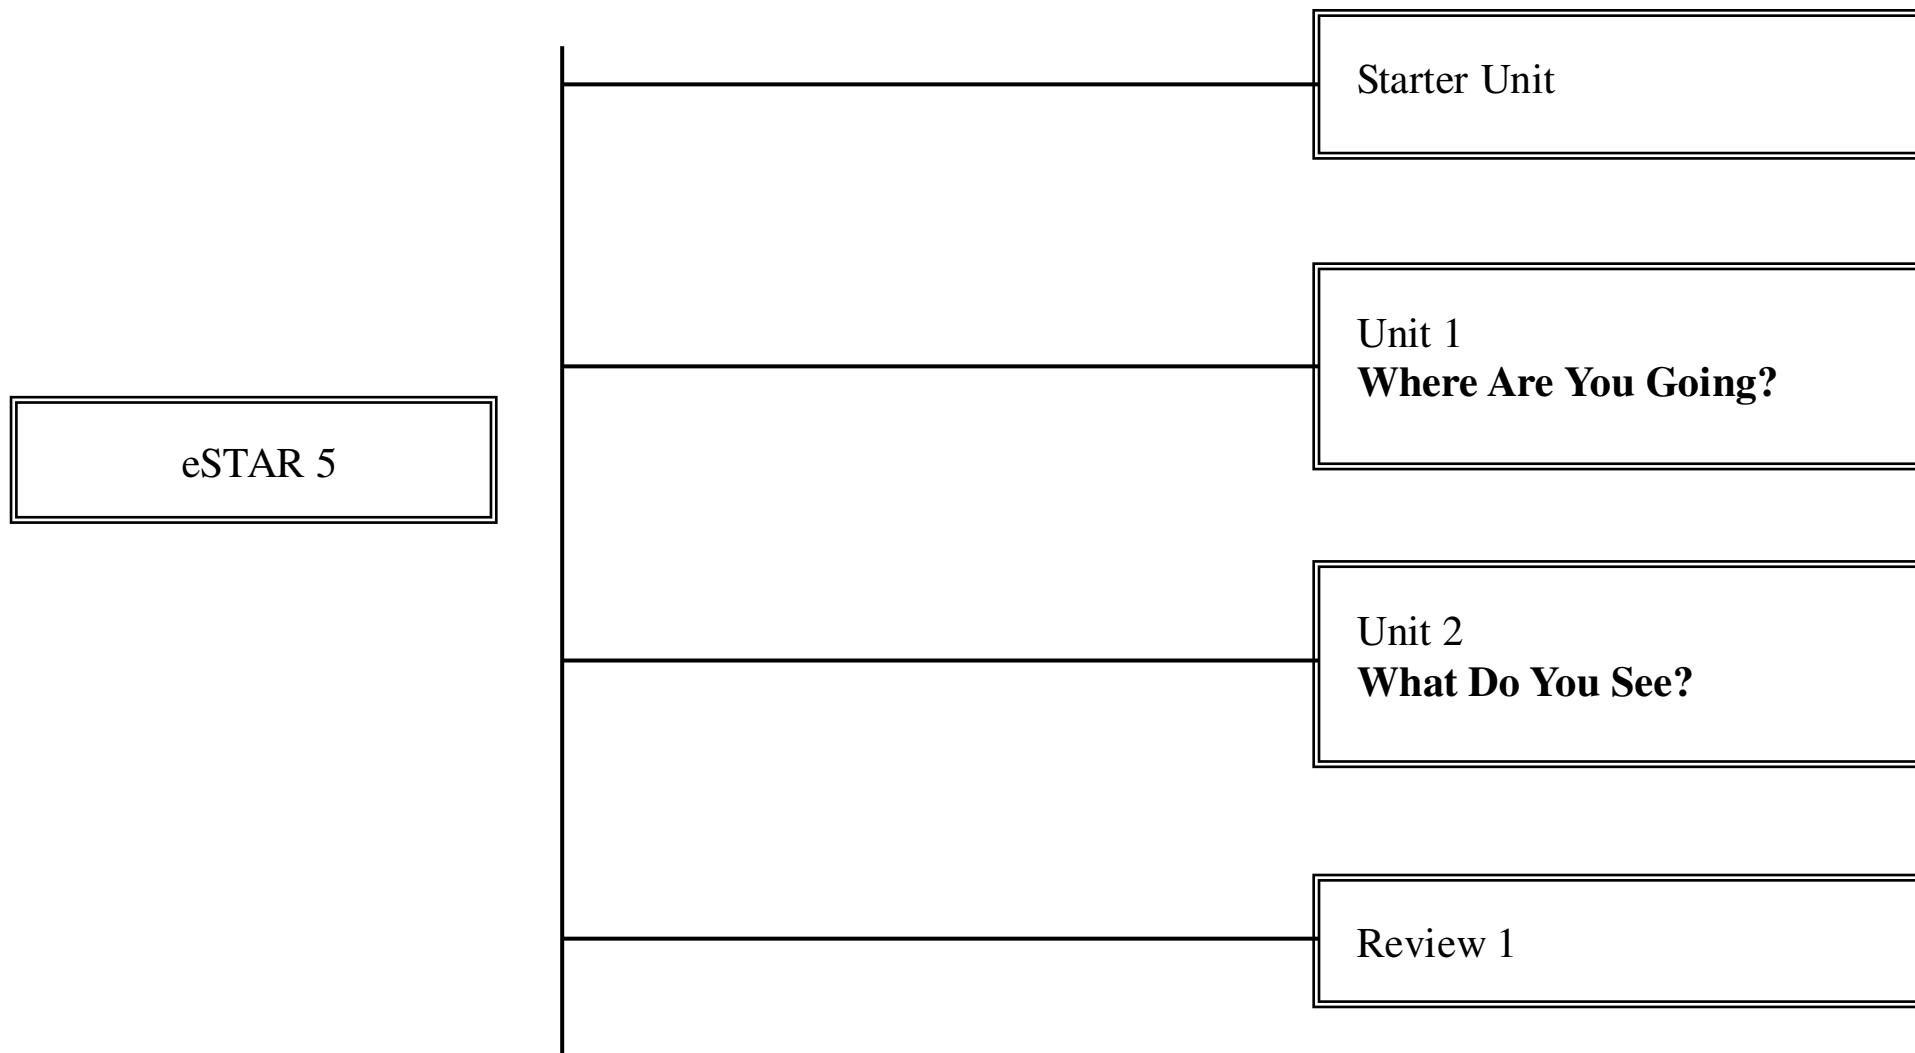 Starter Unit
Unit 1
Where Are You Going?
eSTAR 5
Unit 2
What Do You See?
Review 1